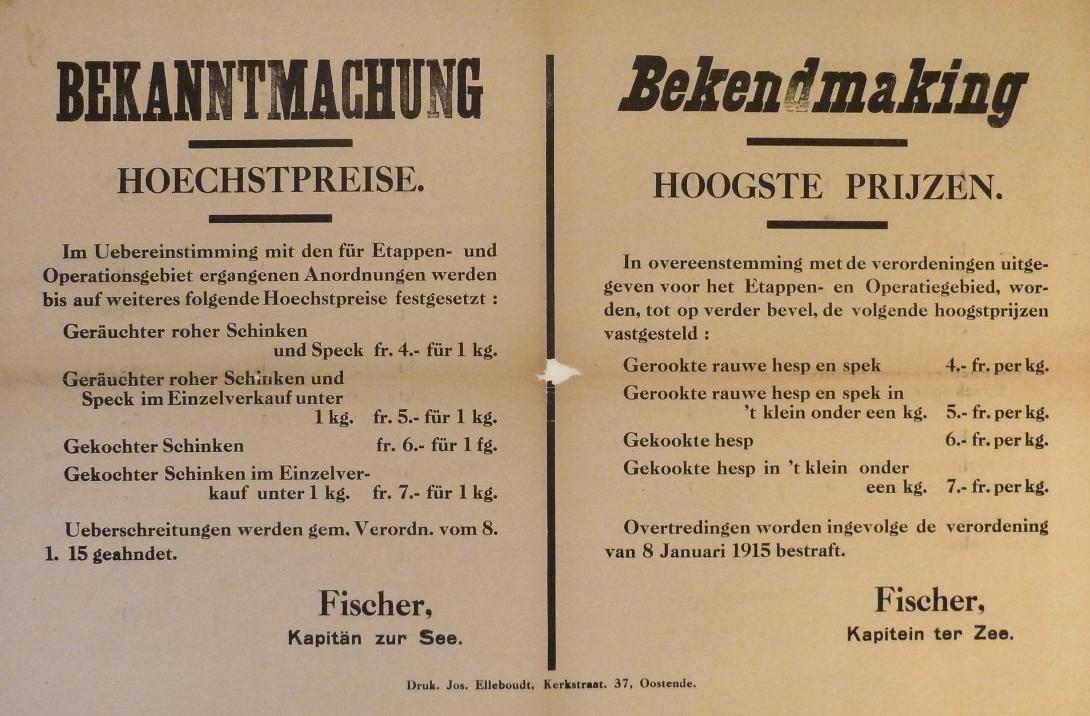 BEKANNTMACHUNG
HOECHSTPREISE.
Im Uebereinstimming mit den für Etappen- und
Operationsgebiet ergangenen Anordnungen werden
bis auf weiteres folgende Hoechstpreise festgesetzt :
Geräuchter roher Schinken
und Speck fr. 4.- für 1 kg.
Geräuchter roher Schinken und
Speck im Einzelverkauf unter
1 kg. fr. 5.- für 1 kg.
Gekochter Schinken fr. 6.- für 1 fg.
Gekochter Schinken im Einzelver-
kauf unter 1 kg. fr. 7.- für 1 kg.
Ueberschreitungen werden gem. Verordn. vom 8.
1. 15 geahndet.
Fischer,
Kapitän zur See.
Bekendmaking
HOOGSTE PRIJZEN.
In overeenstemming met de verordeningen uitge-
geven voor het Etappen- en Operatiegebied, wor-
den, tot op verder bevel, de volgende hoogstprijzen
vastgesteld :
Gerookte rauwe hesp en spek 4.- fr. per kg.
Gerookte rauwe hesp en spek in
't klein onder een kg. 5.- fr. per kg.
Gekookte hesp 6.- fr. per kg.
Gekookte hesp in 't klein onder
een kg. 7.- fr. per kg.
Overtredingen worden ingevolge de verordening
van 8 Januari 1915 bestraft.
Fischer,
Kapitein ter Zee.
Druk. Jos. Elleboudt, Kerkstraat. 37, Oostende.